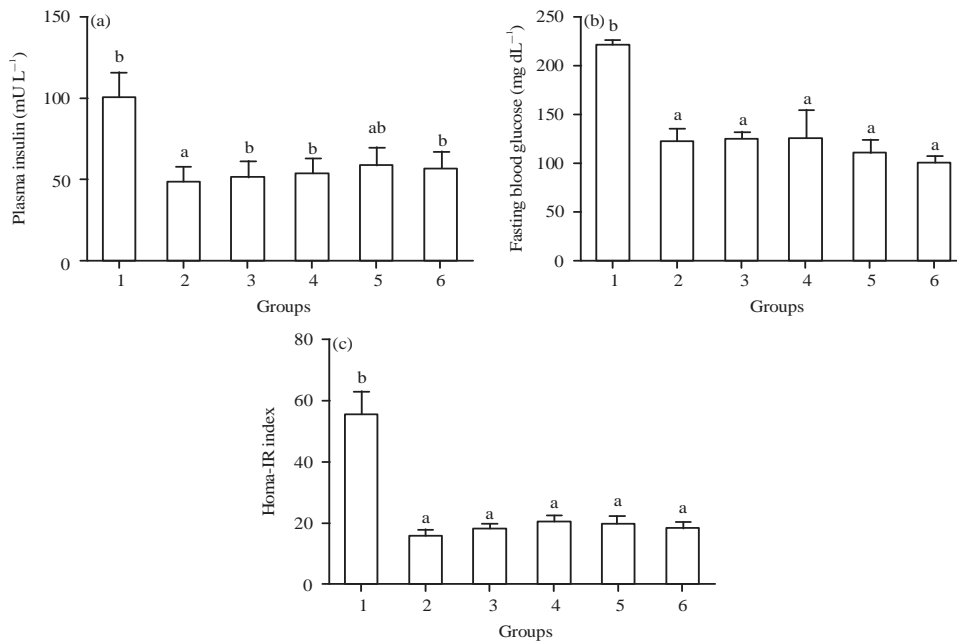 (a)
Plasma insulin (mU L⁻¹)
150
100
50
0
b
a
b
b
ab
b
1 2 3 4 5 6
Groups
(b)
Fasting blood glucose (mg dL⁻¹)
250
200
150
100
50
0
b
a
a
a
a
a
1 2 3 4 5 6
Groups
(c)
Homa-IR index
80
60
40
20
0
b
a
a
a
a
a
1 2 3 4 5 6
Groups